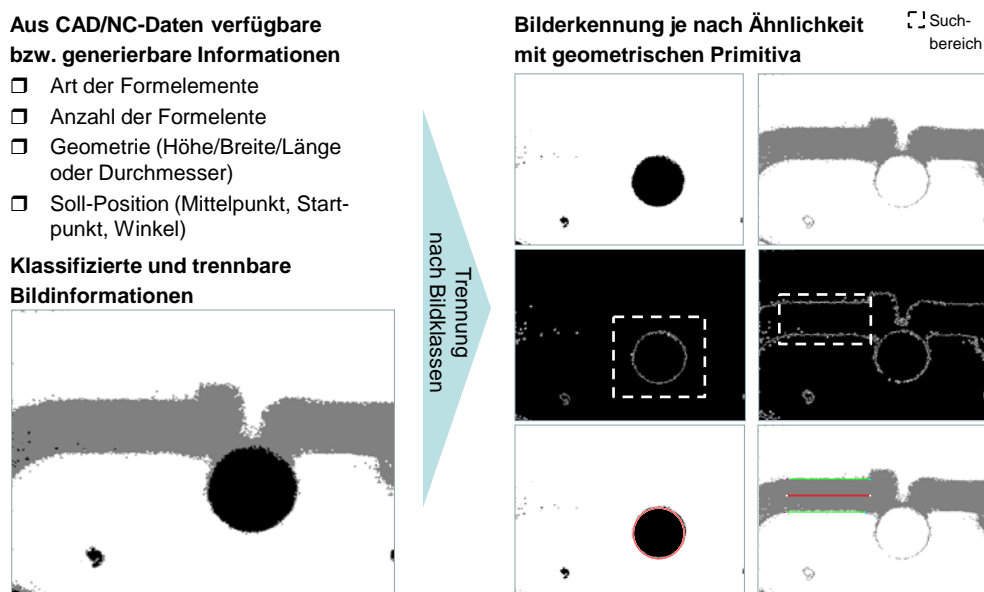 Aus CAD/NC-Daten verfügbare
bzw. generierbare Informationen
Art der Formelemente
Anzahl der Formelente
Geometrie (Höhe/Breite/Länge
oder Durchmesser)
Soll-Position (Mittelpunkt, Start-
punkt, Winkel)
Klassifizierte und trennbare
Bildinformationen
Trennung
nach Bildklassen
Bilderkennung je nach Ähnlichkeit
mit geometrischen Primitiva
Such-
bereich